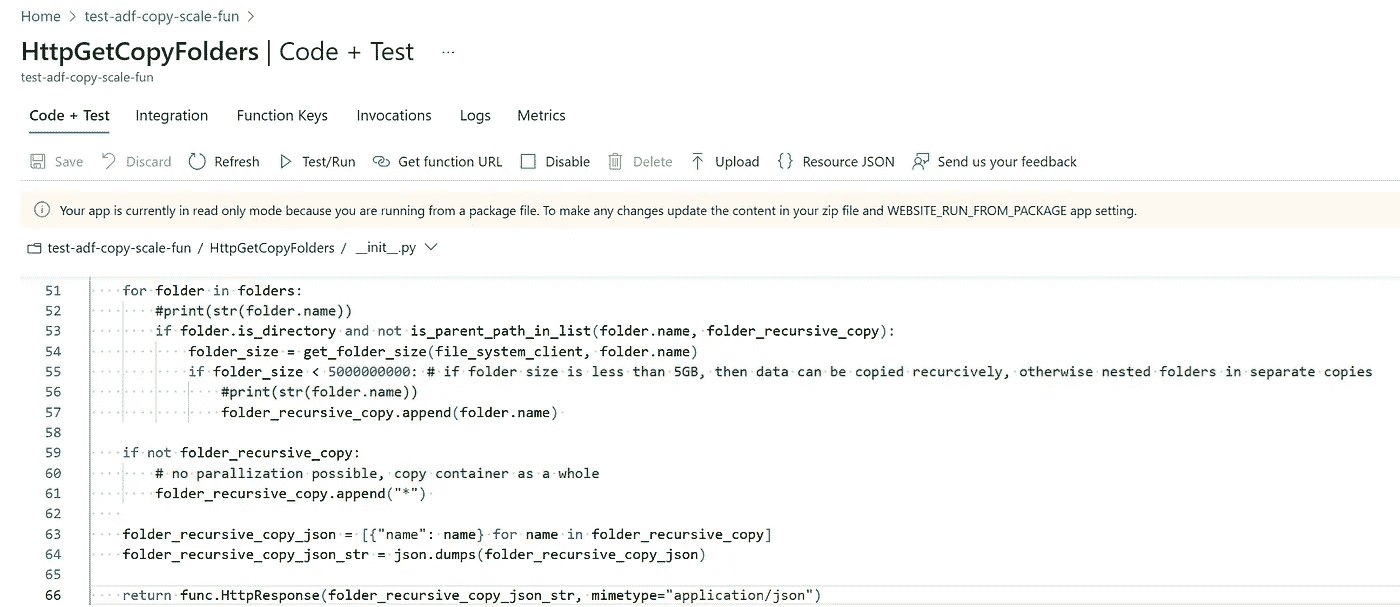 Home > test-adf-copy-scale-fun >
HttpGetCopyFolders | Code + Test ...
test-adf-copy-scale-fun
Code + Test Integration Function Keys Invocations Logs Metrics
Save Discard Refresh Test/Run Get function URL Disable Delete Upload {} Resource JSON Send us your feedback
Your app is currently in read only mode because you are running from a package file. To make any changes update the content in your zip file and WEBSITE_RUN_FROM_PACKAGE app setting.
test-adf-copy-scale-fun / HttpGetCopyFolders / __init__.py
51 for folder in folders:
52 #print(str(folder.name))
53 if folder.is_directory and not is_parent_path_in_list(folder.name, folder_recursive_copy):
54 folder_size = get_folder_size(file_system_client, folder.name)
55 if folder_size < 5000000000: # if folder size is less than 5GB, then data can be copied recurcively, otherwise nested folders in separate copies
56 #print(str(folder.name))
57 folder_recursive_copy.append(folder.name)
58
59 if not folder_recursive_copy:
60 # no parallization possible, copy container as a whole
61 folder_recursive_copy.append("*")
62
63 folder_recursive_copy_json = [{"name": name} for name in folder_recursive_copy]
64 folder_recursive_copy_json_str = json.dumps(folder_recursive_copy_json)
65
66 return func.HttpResponse(folder_recursive_copy_json_str, mimetype="application/json")